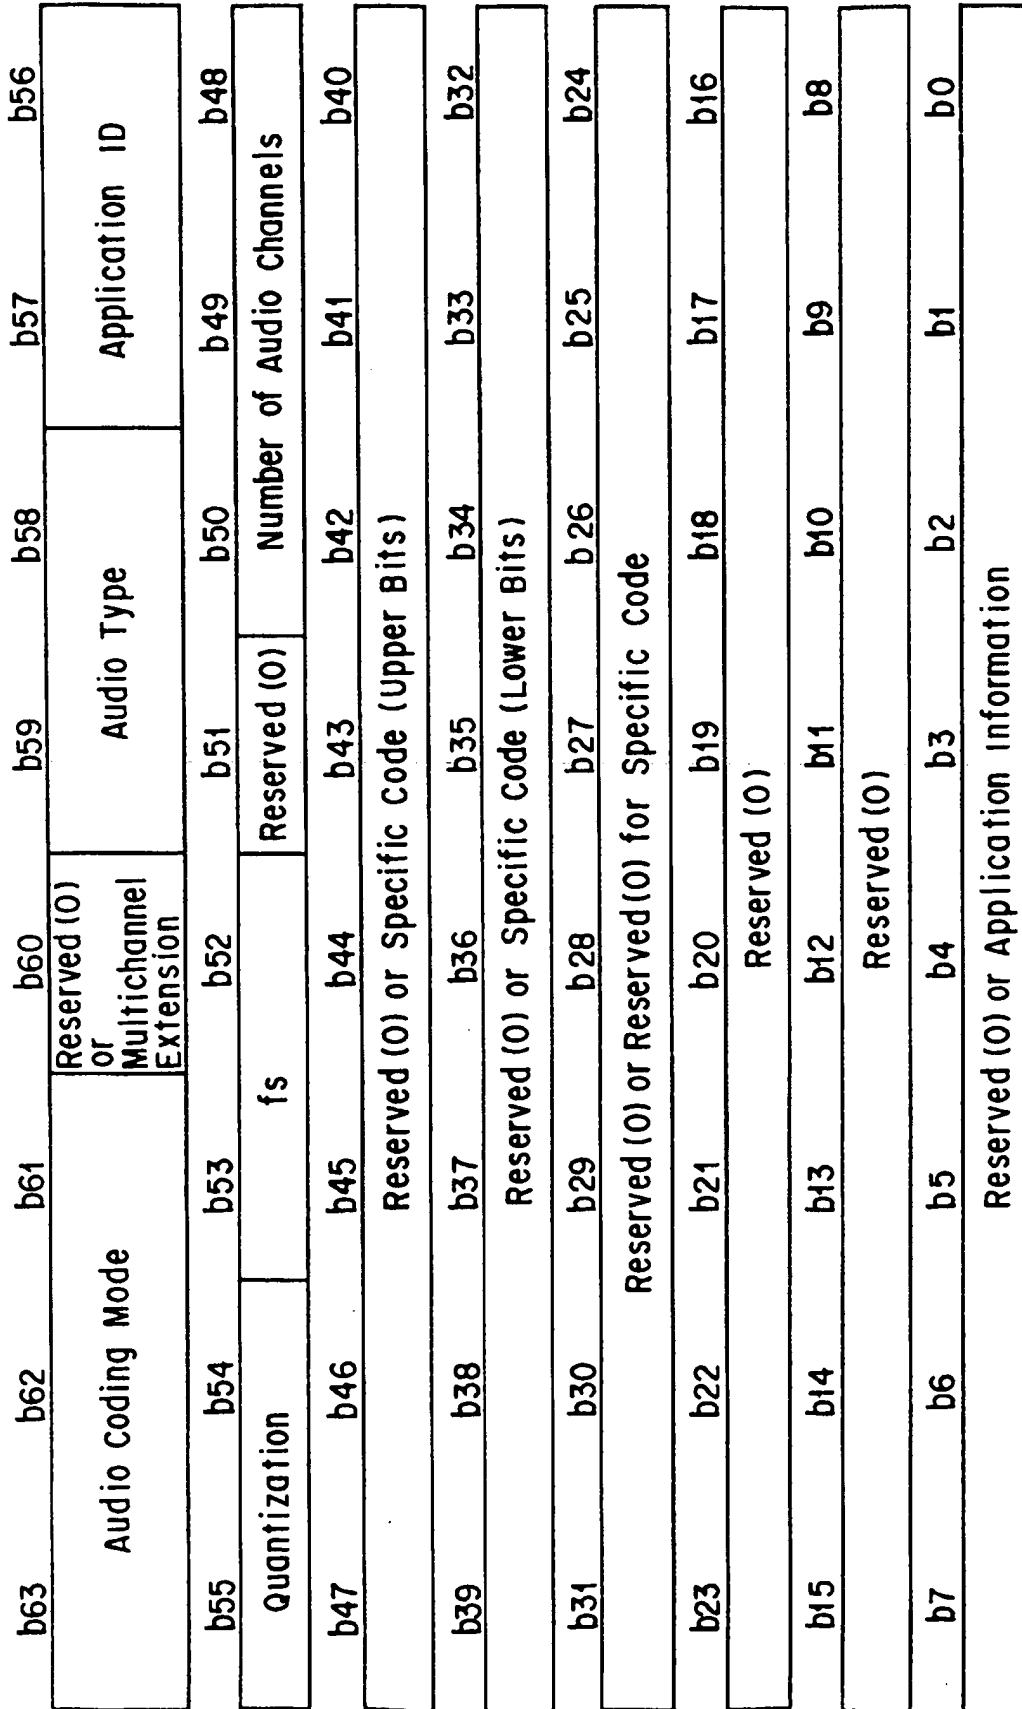 b63 b62 b61 b60 b59 b58 b57 b56
Audio Coding Mode
Reserved (0)
or
Multichannel
Extension
Audio Type
Application ID
b55 b54 b53 b52 b51 b50 b49 b48
Quantization
fs
Reserved (0)
Number of Audio Channels
b47 b46 b45 b44 b43 b42 b41 b40
Reserved (0) or Specific Code (Upper Bits)
b39 b38 b37 b36 b35 b34 b33 b32
Reserved (0) or Specific Code (Lower Bits)
b31 b30 b29 b28 b27 b26 b25 b24
Reserved (0) or Reserved (0) for Specific Code
b23 b22 b21 b20 b19 b18 b17 b16
Reserved (0)
b15 b14 b13 b12 b11 b10 b9 b8
Reserved (0)
b7 b6 b5 b4 b3 b2 b1 b0
Reserved (0) or Application Information